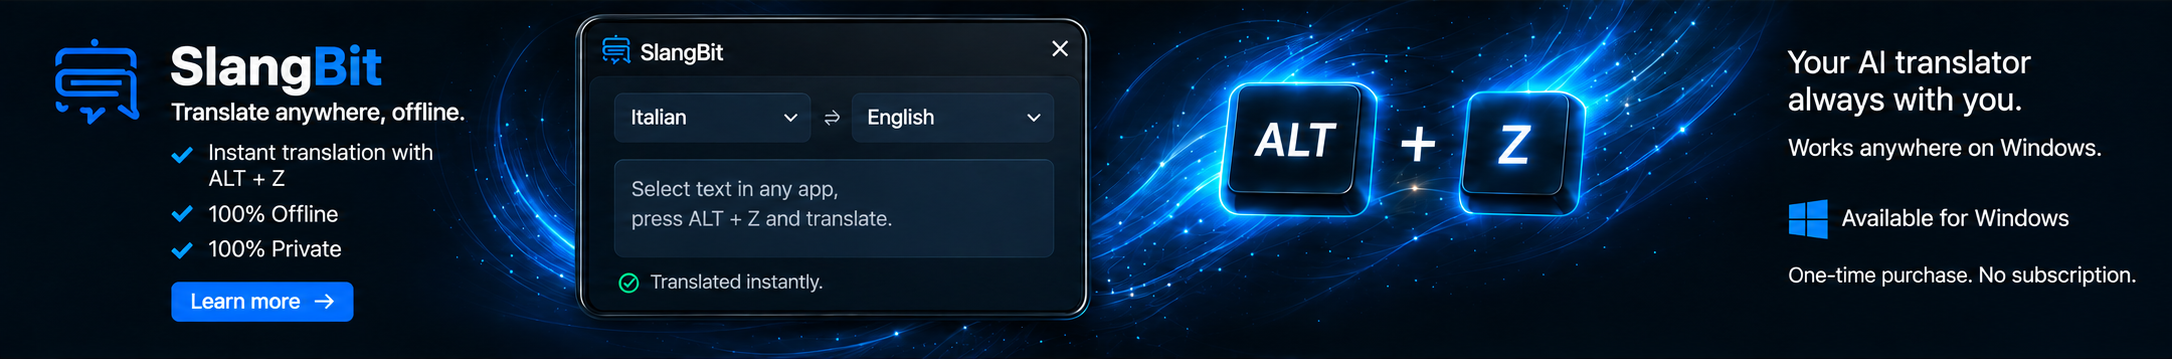 SlangBit
Translate anywhere, offline.
Instant translation with
ALT + Z
100% Offline
100% Private
Learn more →
SlangBit
Italian
English
Select text in any app,
press ALT + Z and translate.
Translated instantly.
ALT + Z
Your AI translator
always with you.
Works anywhere on Windows.
Available for Windows
One-time purchase. No subscription.